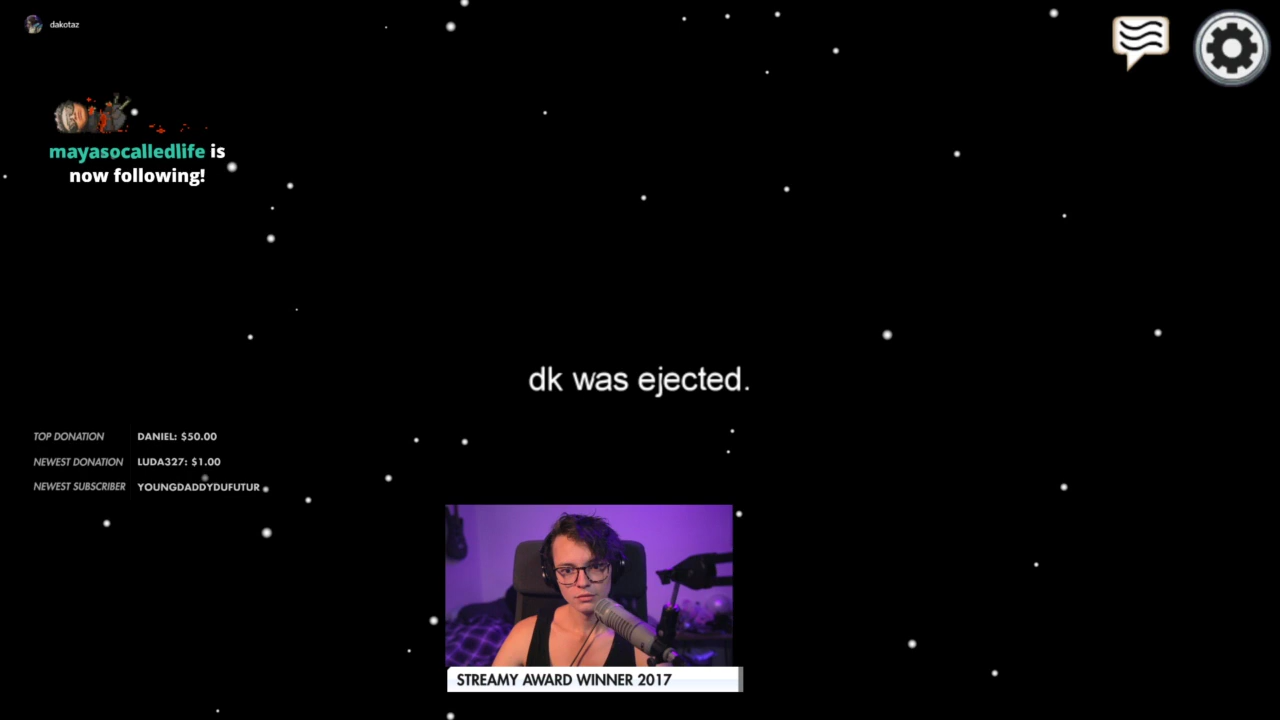 dakotaz
mayasocalledlife is
now following!
dk was ejected.
TOP DONATION DANIEL: $50.00
NEWEST DONATION LUDA327: $1.00
NEWEST SUBSCRIBER YOUNGDADDYDUFUTUR
STREAMY AWARD WINNER 2017